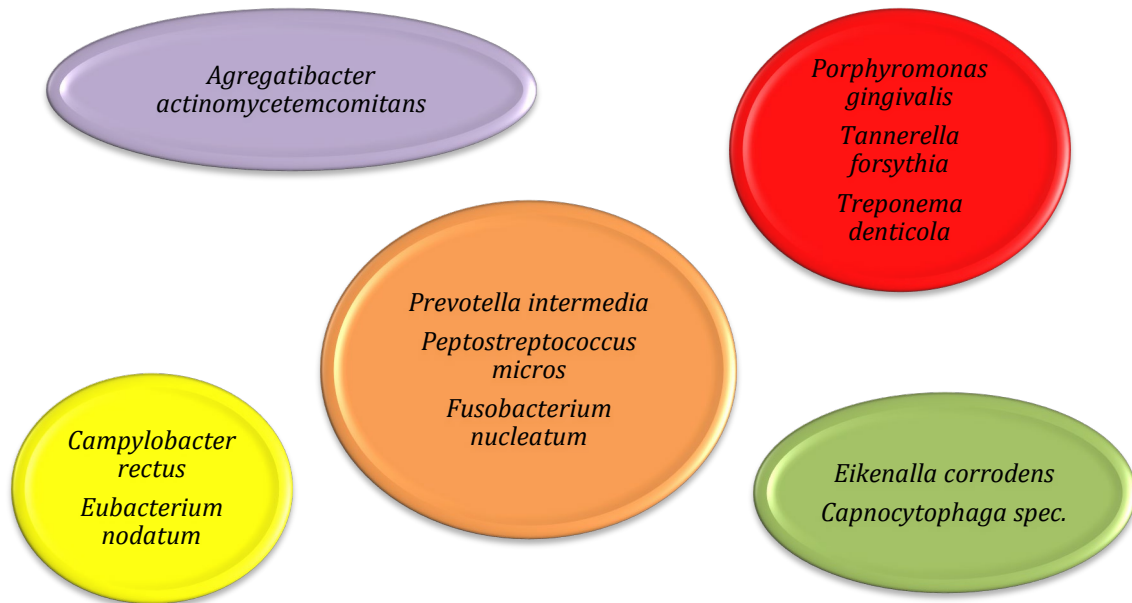 Agregatibacter
actinomycetemcomitans
Porphyromonas
gingivalis
Tannerella
forsythia
Treponema
denticola
Prevotella intermedia
Peptostreptococcus
micros
Fusobacterium
nucleatum
Campylobacter
rectus
Eubacterium
nodatum
Eikenalla corrodens
Capnocytophaga spec.